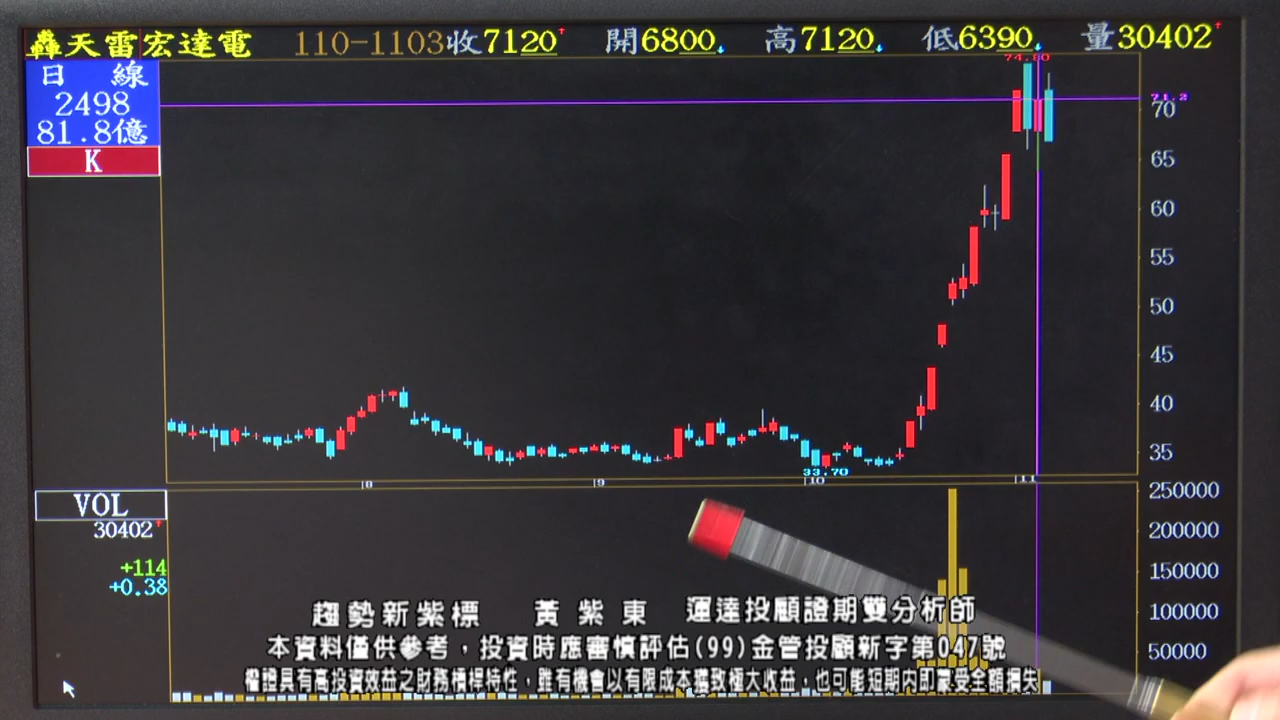 轟天雷宏達電 110-1103收7120↑ 開6800↓ 高7120↓ 低6390↓ 量30402↑
日 線
2498
81.8億
K
74.80
71.2
70
65
60
55
50
45
40
35
33.70
8 9 10 11
VOL
30402↑
+114
+0.38
250000
200000
150000
100000
50000
趨勢新紫標 黃紫東 運達投顧證期雙分析師
本資料僅供參考，投資時應審慎評估(99)金管投顧新字第047號
權證具有高投資效益之財務槓桿特性，雖有機會以有限成本獲致極大收益，也可能短期內即蒙受全額損失